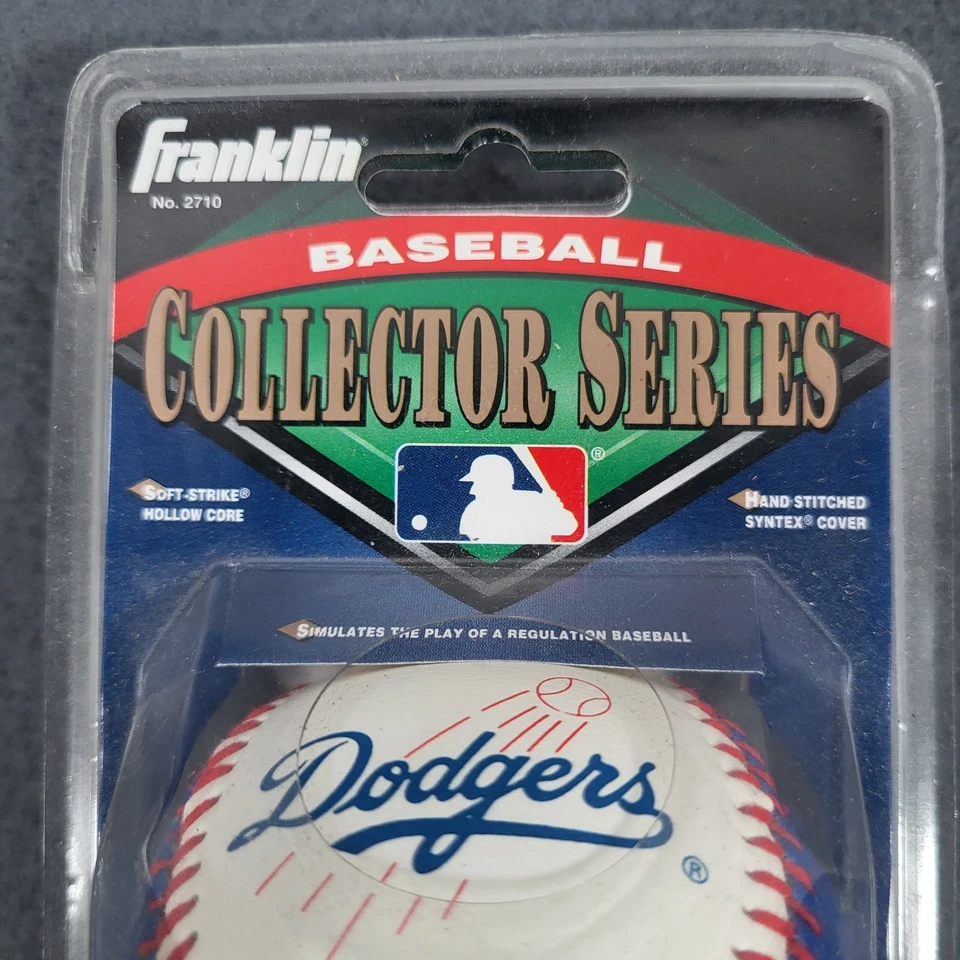 Franklin®
No. 2710
BASEBALL
COLLECTOR SERIES
®
SOFT-STRIKE®
HOLLOW CORE
HAND STITCHED
SYNTEX® COVER
SIMULATES THE PLAY OF A REGULATION BASEBALL
Dodgers
®